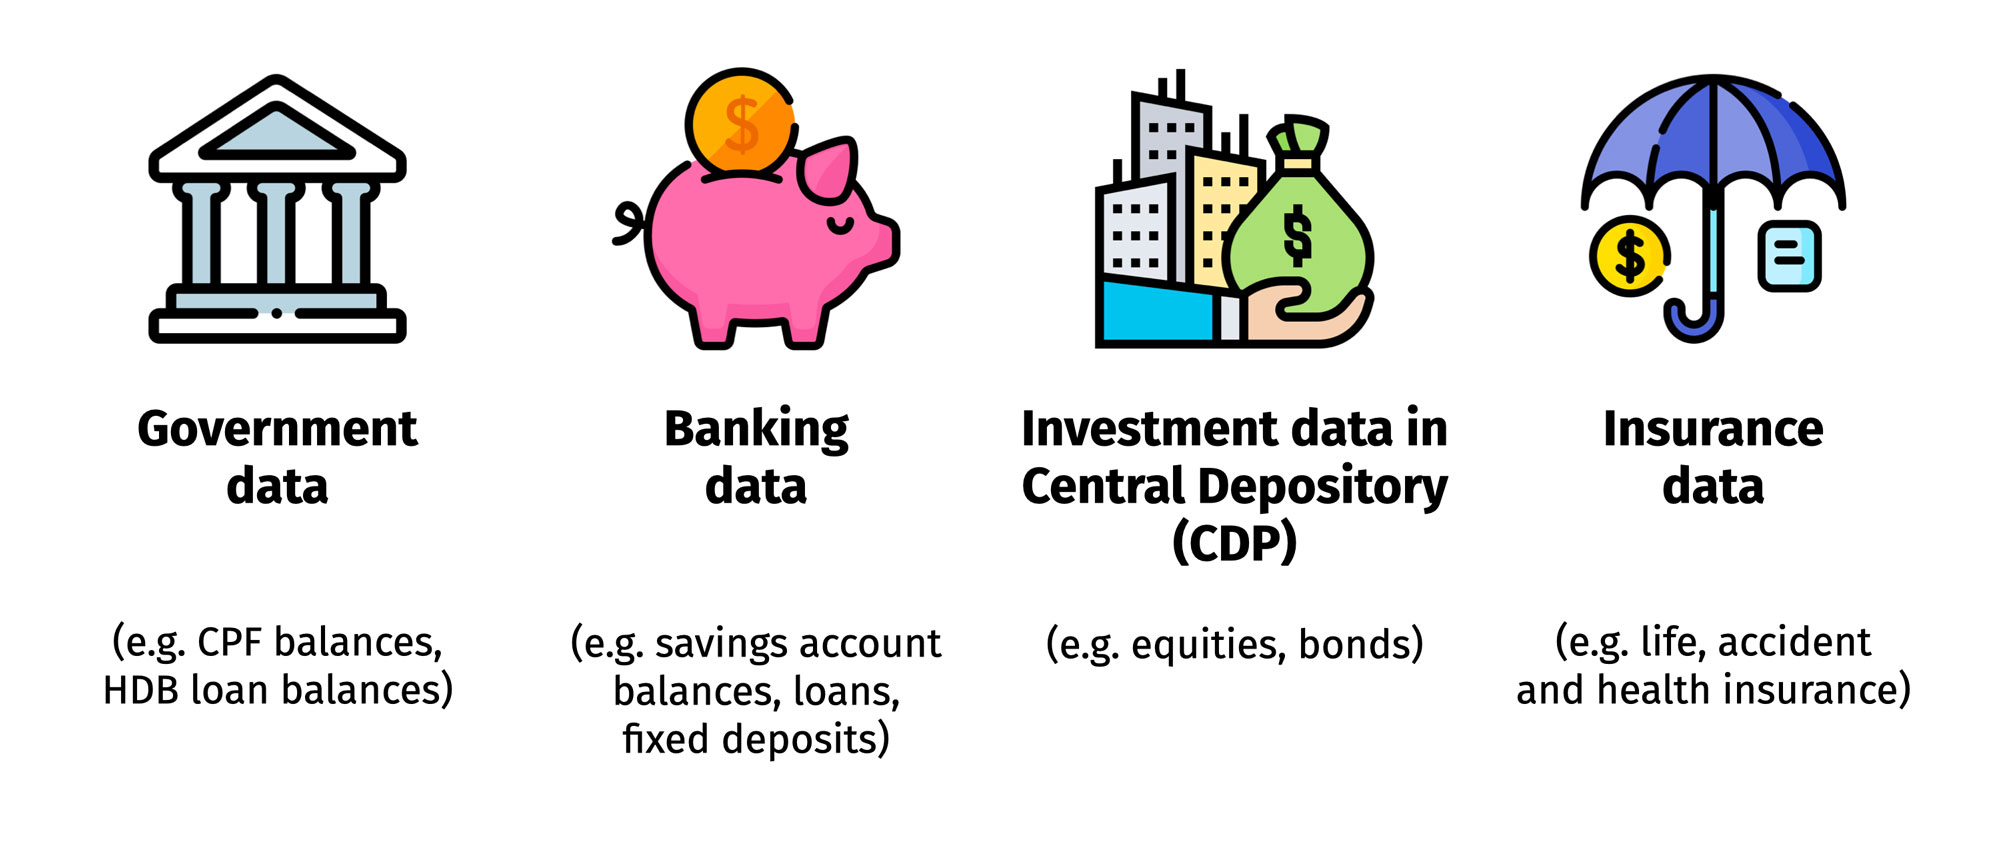 $
$
$
Government
data
Banking
data
Investment data in
Central Depository
(CDP)
Insurance
data
(e.g. CPF balances,
HDB loan balances)
(e.g. savings account
balances, loans,
fixed deposits)
(e.g. equities, bonds)
(e.g. life, accident
and health insurance)